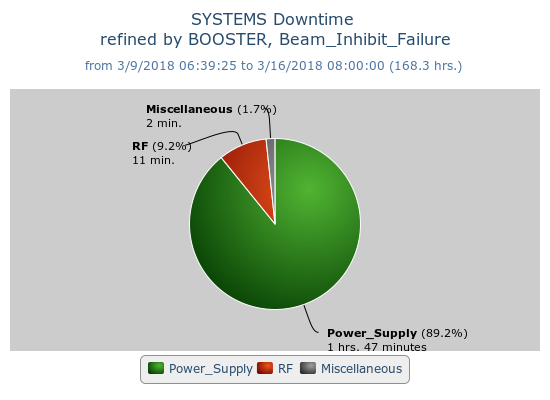 SYSTEMS Downtime
refined by BOOSTER, Beam_Inhibit_Failure
from 3/9/2018 06:39:25 to 3/16/2018 08:00:00 (168.3 hrs.)
Miscellaneous (1.7%)
2 min.
RF (9.2%)
11 min.
Power_Supply (89.2%)
1 hrs. 47 minutes
Power_Supply RF Miscellaneous